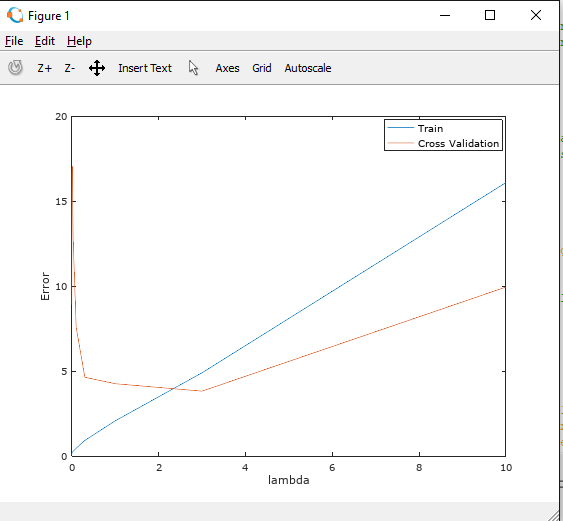 Figure 1
File Edit Help
Z+ Z- Insert Text Axes Grid Autoscale
Train
Cross Validation
20
15
10
5
0
Error
0 2 4 6 8 10
lambda